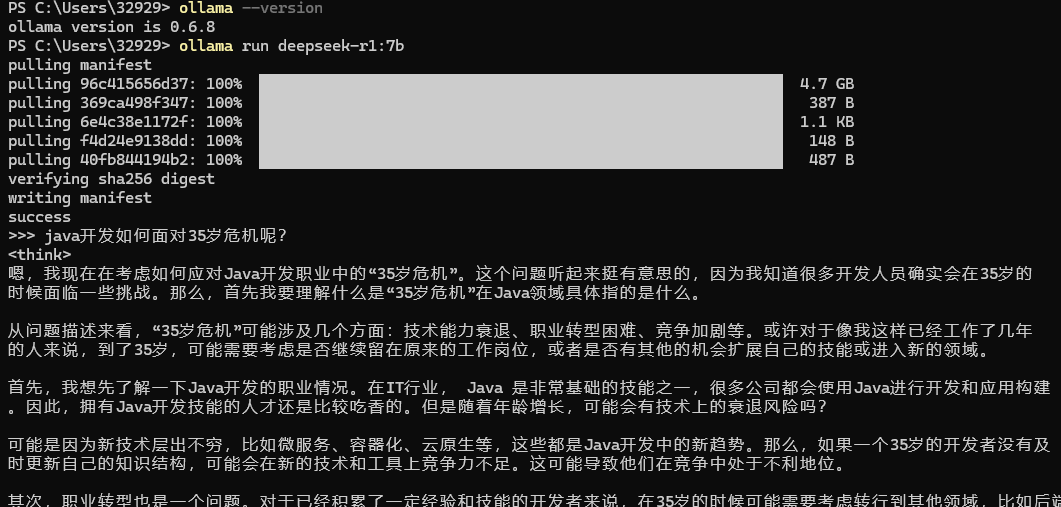 PS C:\Users\32929> ollama --version
ollama version is 0.6.8
PS C:\Users\32929> ollama run deepseek-r1:7b
pulling manifest
pulling 96c415656d37: 100% 4.7 GB
pulling 369ca498f347: 100% 387 B
pulling 6e4c38e1172f: 100% 1.1 KB
pulling f4d24e9138dd: 100% 148 B
pulling 40fb844194b2: 100% 487 B
verifying sha256 digest
writing manifest
success
>>> java开发如何面对35岁危机呢?
<think>
嗯，我现在在考虑如何应对Java开发职业中的“35岁危机”。这个问题听起来挺有意思的，因为我知道很多开发人员确实会在35岁的
时候面临一些挑战。那么，首先我要理解什么是“35岁危机”在Java领域具体指的是什么。
从问题描述来看，“35岁危机”可能涉及几个方面：技术能力衰退、职业转型困难、竞争加剧等。或许对于像我这样已经工作了几年
的人来说，到了35岁，可能需要考虑是否继续留在原来的工作岗位，或者是否有其他的机会扩展自己的技能或进入新的领域。
首先，我想先了解一下Java开发的职业情况。在IT行业， Java 是非常基础的技能之一，很多公司都会使用Java进行开发和应用构建
。因此，拥有Java开发技能的人才还是比较吃香的。但是随着年龄增长，可能会有技术上的衰退风险吗？
可能是因为新技术层出不穷，比如微服务、容器化、云原生等，这些都是Java开发中的新趋势。那么，如果一个35岁的开发者没有及
时更新自己的知识结构，可能会在新的技术和工具上竞争力不足。这可能导致他们在竞争中处于不利地位。
其次，职业转型也是一个问题。对于已经积累了一定经验和技能的开发者来说，在35岁的时候可能需要考虑转行到其他领域，比如后端